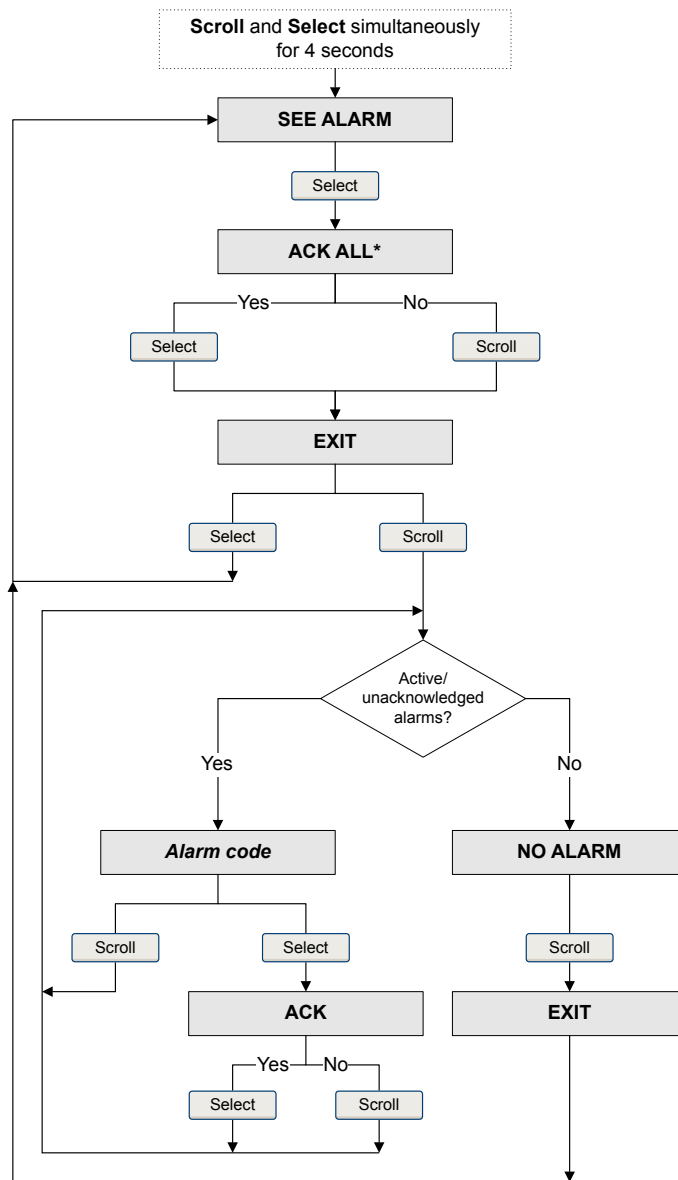 Scroll and Select simultaneously
for 4 seconds
SEE ALARM
Select
ACK ALL*
Yes
No
Select
Scroll
EXIT
Select
Scroll
Active/
unacknowledged
alarms?
Yes
No
Alarm code
NO ALARM
Scroll
Select
Scroll
ACK
EXIT
Yes
No
Select
Scroll